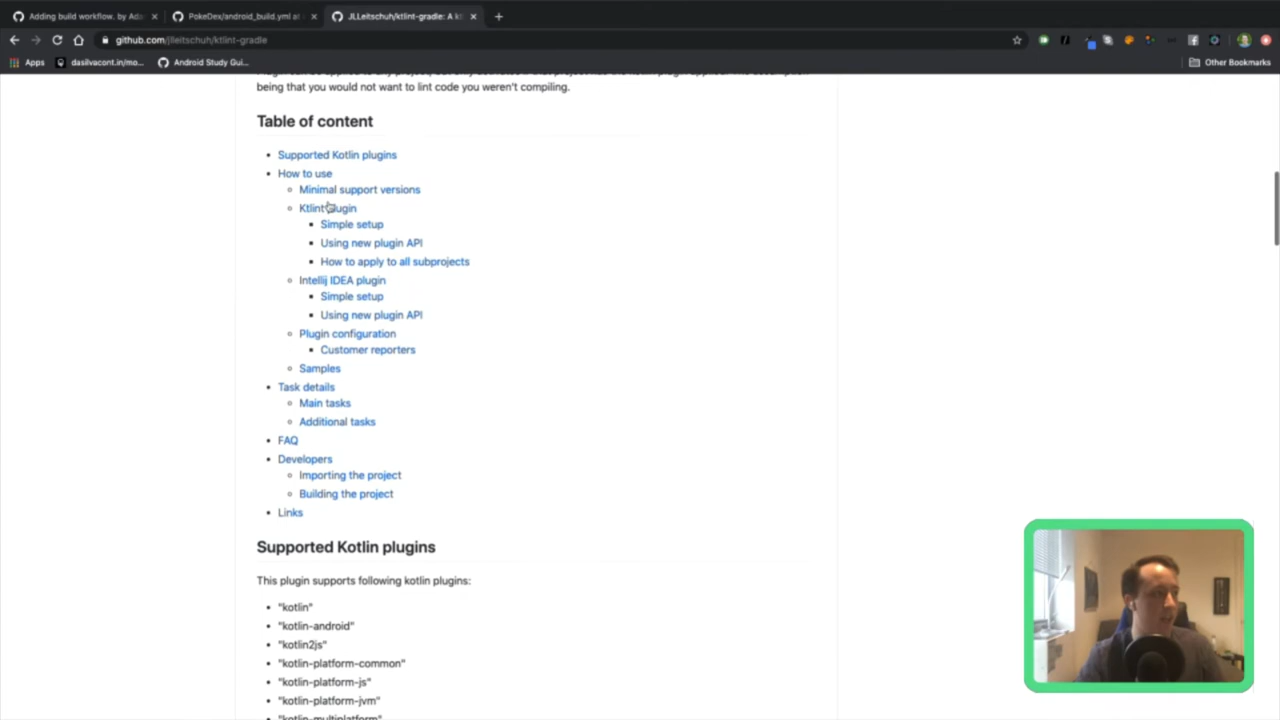 Adding build workflow. by Ada
PokeDex/android_build.yml at
JLLeitschuh/ktlint-gradle: A k
github.com/jlleitschuh/ktlint-gradle
Apps
dasilvacont.in/mo...
Android Study Gui...
Other Bookmarks
being that you would not want to lint code you weren't compiling.
Table of content
Supported Kotlin plugins
How to use
Minimal support versions
Ktlint plugin
Simple setup
Using new plugin API
How to apply to all subprojects
Intellij IDEA plugin
Simple setup
Using new plugin API
Plugin configuration
Customer reporters
Samples
Task details
Main tasks
Additional tasks
FAQ
Developers
Importing the project
Building the project
Links
Supported Kotlin plugins
This plugin supports following kotlin plugins:
"kotlin"
"kotlin-android"
"kotlin2js"
"kotlin-platform-common"
"kotlin-platform-js"
"kotlin-platform-jvm"
"kotlin-multiplatform"